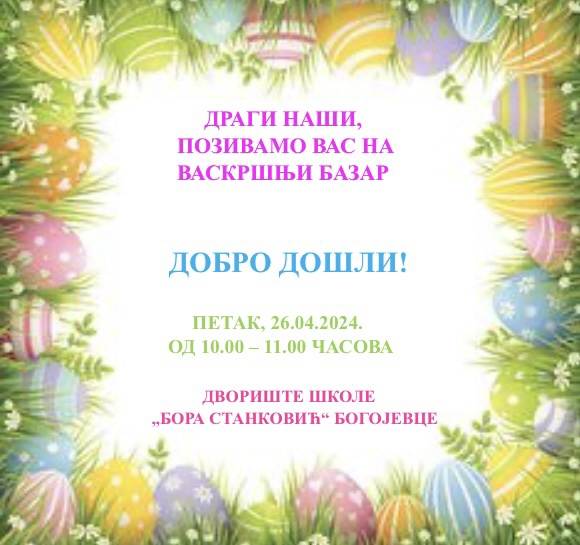 ДРАГИ НАШИ,
ПОЗИВАМО ВАС НА
ВАСКРШЊИ БАЗАР
ДОБРО ДОШЛИ!
ПЕТАК, 26.04.2024.
ОД 10.00 – 11.00 ЧАСОВА
ДВОРИШТЕ ШКОЛЕ
„БОРА СТАНКОВИЋ“ БОГОЈЕВЦЕ